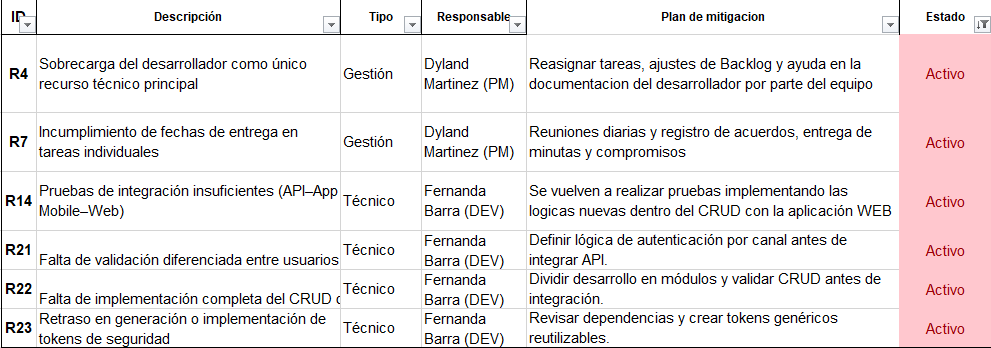 ID Descripción Tipo Responsable Plan de mitigacion Estado
R4 Sobrecarga del desarrollador como único recurso técnico principal Gestión Dyland Martinez (PM) Reasignar tareas, ajustes de Backlog y ayuda en la documentacion del desarrollador por parte del equipo Activo
R7 Incumplimiento de fechas de entrega en tareas individuales Gestión Dyland Martinez (PM) Reuniones diarias y registro de acuerdos, entrega de minutas y compromisos Activo
R14 Pruebas de integración insuficientes (API–App Mobile–Web) Técnico Fernanda Barra (DEV) Se vuelven a realizar pruebas implementando las logicas nuevas dentro del CRUD con la aplicación WEB Activo
R21 Falta de validación diferenciada entre usuarios Técnico Fernanda Barra (DEV) Definir lógica de autenticación por canal antes de integrar API. Activo
R22 Falta de implementación completa del CRUD Técnico Fernanda Barra (DEV) Dividir desarrollo en módulos y validar CRUD antes de integración. Activo
R23 Retraso en generación o implementación de tokens de seguridad Técnico Fernanda Barra (DEV) Revisar dependencias y crear tokens genéricos reutilizables. Activo